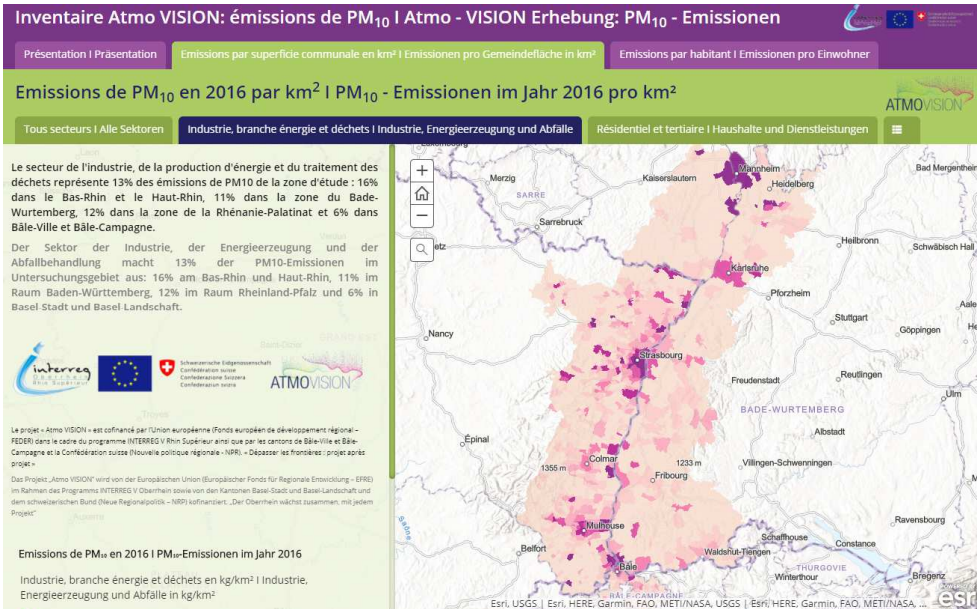 Inventaire Atmo VISION: émissions de PM₁₀ I Atmo - VISION Erhebung: PM₁₀ - Emissionen
Présentation I Präsentation
Emissions par superficie communale en km² I Emissionen pro Gemeindefläche in km²
Emissions par habitant I Emissionen pro Einwohner
Emissions de PM₁₀ en 2016 par km² I PM₁₀ - Emissionen im Jahr 2016 pro km²
ATMOVISION
Tous secteurs I Alle Sektoren
Industrie, branche énergie et déchets I Industrie, Energieerzeugung und Abfälle
Résidentiel et tertiaire I Haushalte und Dienstleistungen
Le secteur de l'industrie, de la production d'énergie et du traitement des
déchets représente 13% des émissions de PM10 de la zone d'étude : 16%
dans le Bas-Rhin et le Haut-Rhin, 11% dans la zone du Bade-
Wurtemberg, 12% dans la zone de la Rhénanie-Palatinat et 6% dans
Bâle-Ville et Bâle-Campagne.
Der Sektor der Industrie, der Energieerzeugung und der
Abfallbehandlung macht 13% der PM10-Emissionen im
Untersuchungsgebiet aus: 16% am Bas-Rhin und Haut-Rhin, 11% im
Raum Baden-Württemberg, 12% im Raum Rheinland-Pfalz und 6% in
Basel-Stadt und Basel-Landschaft.
interreg
Oberrhein
Rhin Supérieur
Schweizerische Eidgenossenschaft
Confédération suisse
Confederazione Svizzera
Confederaziun svizra
ATMOVISION
Le projet « Atmo VISION » est cofinancé par l'Union européenne (Fonds européen de développement régional –
FEDER) dans le cadre du programme INTERREG V Rhin Supérieur ainsi que par les cantons de Bâle-Ville et Bâle-
Campagne et la Confédération suisse (Nouvelle politique régionale - NPR). « Dépasser les frontières : projet après
projet »
Das Projekt „Atmo VISION" wird von der Europäischen Union (Europäischer Fonds für Regionale Entwicklung – EFRE)
im Rahmen des Programms INTERREG V Oberrhein sowie von den Kantonen Basel-Stadt und Basel-Landschaft und
dem schweizerischen Bund (Neue Regionalpolitik – NRP) kofinanziert. „Der Oberrhein wächst zusammen, mit jedem
Projekt"
Emissions de PM₁₀ en 2016 I PM₁₀-Emissionen im Jahr 2016
Industrie, branche énergie et déchets en kg/km² I Industrie,
Energieerzeugung und Abfälle in kg/km²
Merzig
SARRE
Kaiserslautern
Mannheim
Bad Mergentheim
Heidelberg
Sarrebruck
etz
Heilbronn
Schwäbisch Hall
Karlsruhe
Pforzheim
Aale
Nancy
Stuttgart
Göppingen
He
Strasbourg
Freudenstadt
Reutlingen
Ulm
BADE-WURTEMBERG
Albstadt
Épinal
Colmar
1355 m
1233 m
Fribourg
Villingen-Schwenningen
M
Saône
Mulhouse
Ravensbourg
Belfort
Schaffhouse
Constance
Waldshut-Tiengen
Bâle
THURGOVIE
Winterthour
Bregenz
BÂLE-CAMPAGNE
Esri, USGS | Esri, HERE, Garmin, FAO, METI/NASA, USGS | Esri, HERE, Garmin, FAO, METI/NASA, ...
esri